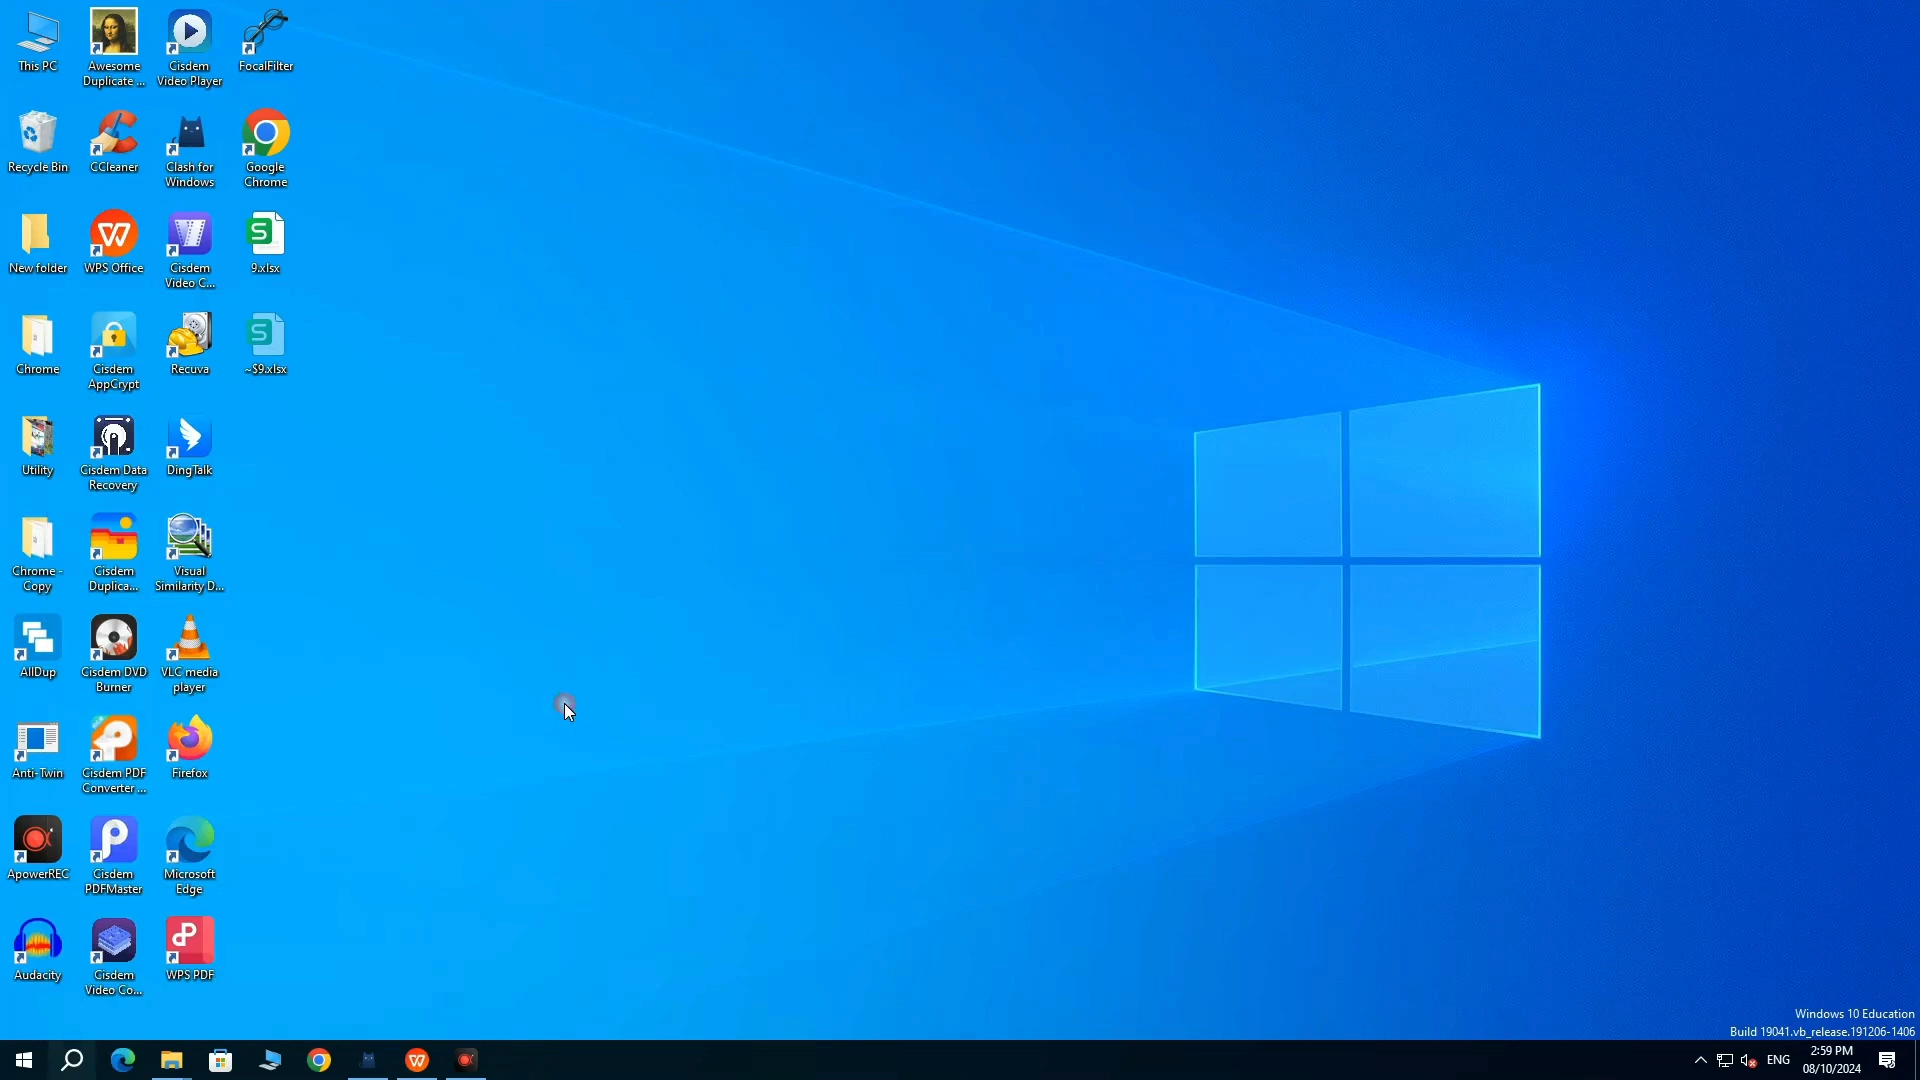 This PC
Awesome
Duplicate ...
Cisdem
Video Player
FocalFilter
Recycle Bin
CCleaner
Clash for
Windows
Google
Chrome
New folder
WPS Office
Cisdem
Video C...
9.xlsx
Chrome
Cisdem
AppCrypt
Recuva
~$9.xlsx
Utility
Cisdem Data
Recovery
DingTalk
Chrome -
Copy
Cisdem
Duplica...
Visual
Similarity D...
AllDup
Cisdem DVD
Burner
VLC media
player
Anti-Twin
Cisdem PDF
Converter ...
Firefox
ApowerREC
Cisdem
PDFMaster
Microsoft
Edge
Audacity
Cisdem
Video Co...
WPS PDF
Windows 10 Education
Build 19041.vb_release.191206-1406
ENG
2:59 PM
08/10/2024